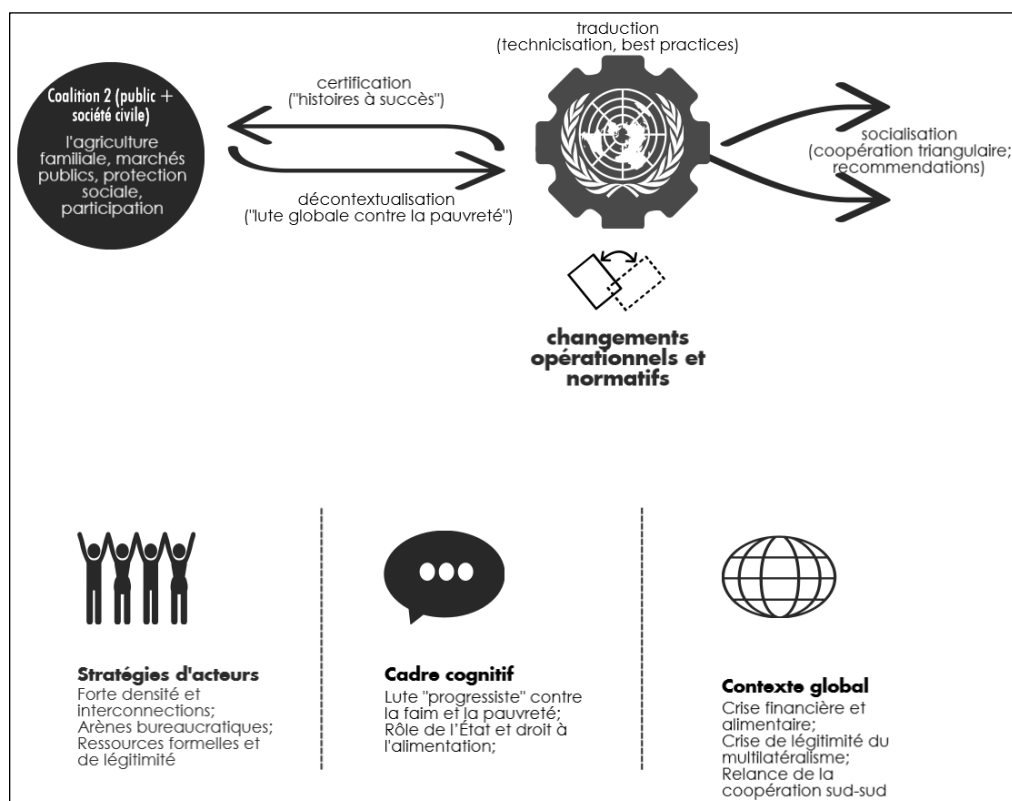 traduction
(technicisation, best practices)
Coalition 2 (public +
société civile)
l'agriculture
familiale, marchés
publics, protection
sociale,
participation
certification
("histoires à succès")
décontextualisation
("lute globale contre la pauvreté")
socialisation
(coopération triangulaire;
recommendations)
changements
opérationnels et
normatifs
Stratégies d'acteurs
Forte densité et
interconnections;
Arènes bureaucratiques;
Ressources formelles et
de légitimité
Cadre cognitif
Lute "progressiste" contre
la faim et la pauvreté;
Rôle de l'État et droit à
l'alimentation;
Contexte global
Crise financière et
alimentaire;
Crise de légitimité du
multilatéralisme;
Relance de la
coopération sud-sud